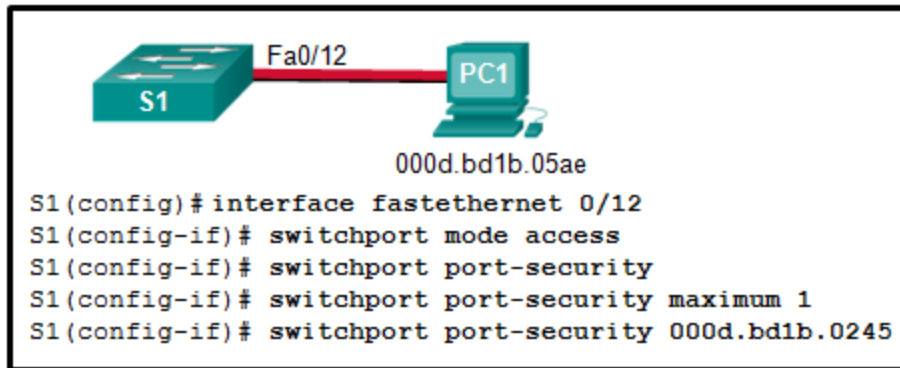 Fa0/12
S1
PC1
000d.bd1b.05ae
S1(config)# interface fastethernet 0/12
S1(config-if)# switchport mode access
S1(config-if)# switchport port-security
S1(config-if)# switchport port-security maximum 1
S1(config-if)# switchport port-security 000d.bd1b.0245